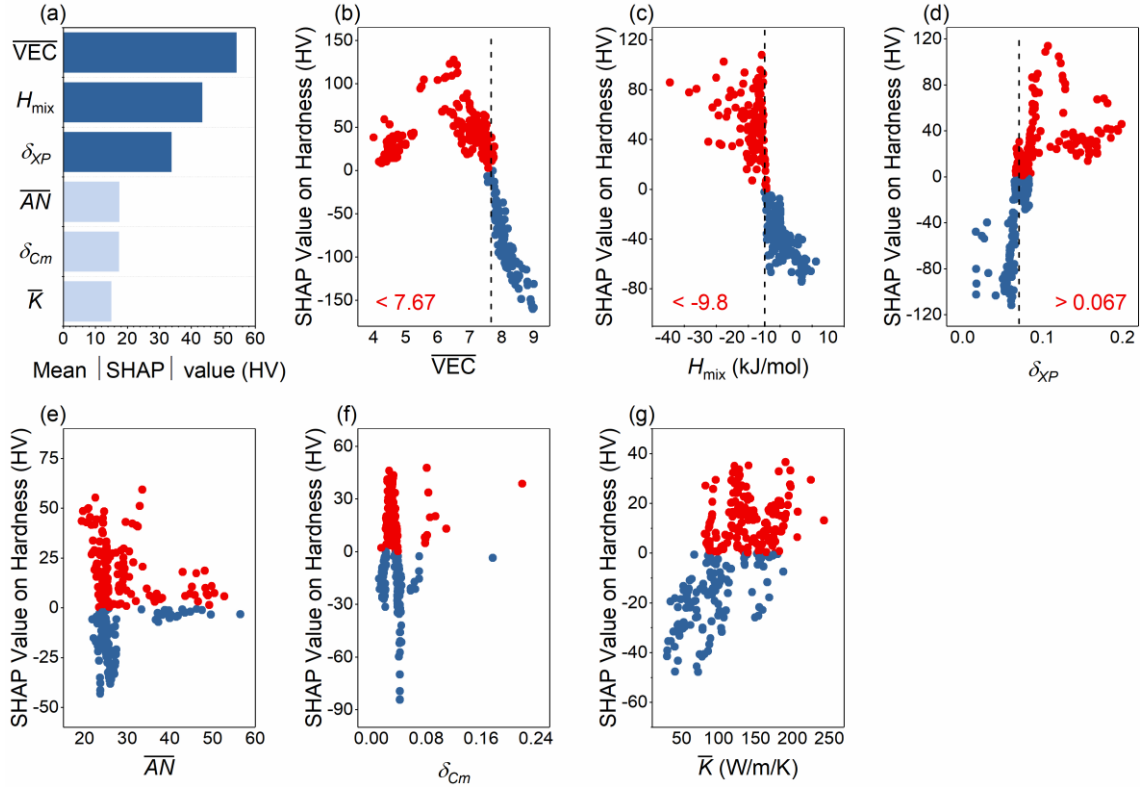 (a)
VEC
H_mix
δ_XP
AN
δ_Cm
K
0 10 20 30 40 50 60
Mean |SHAP| value (HV)
(b)
SHAP Value on Hardness (HV)
150
100
50
0
-50
-100
-150
< 7.67
4 5 6 7 8 9
VEC
(c)
SHAP Value on Hardness (HV)
120
80
40
0
-40
-80
< -9.8
-40 -30 -20 -10 0 10
H_mix (kJ/mol)
(d)
SHAP Value on Hardness (HV)
120
80
40
0
-40
-80
-120
> 0.067
0.0 0.1 0.2
δ_XP
(e)
SHAP Value on Hardness (HV)
75
50
25
0
-25
-50
20 30 40 50 60
AN
(f)
SHAP Value on Hardness (HV)
60
30
0
-30
-60
-90
0.00 0.08 0.16 0.24
δ_Cm
(g)
SHAP Value on Hardness (HV)
40
20
0
-20
-40
-60
50 100 150 200 250
K (W/m/K)